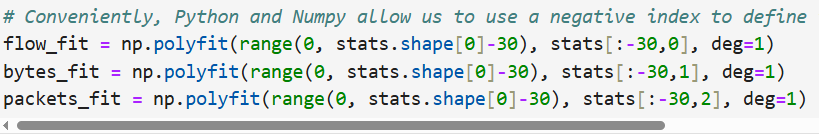 # Conveniently, Python and Numpy allow us to use a negative index to define
flow_fit = np.polyfit(range(0, stats.shape[0]-30), stats[:-30,0], deg=1)
bytes_fit = np.polyfit(range(0, stats.shape[0]-30), stats[:-30,1], deg=1)
packets_fit = np.polyfit(range(0, stats.shape[0]-30), stats[:-30,2], deg=1)